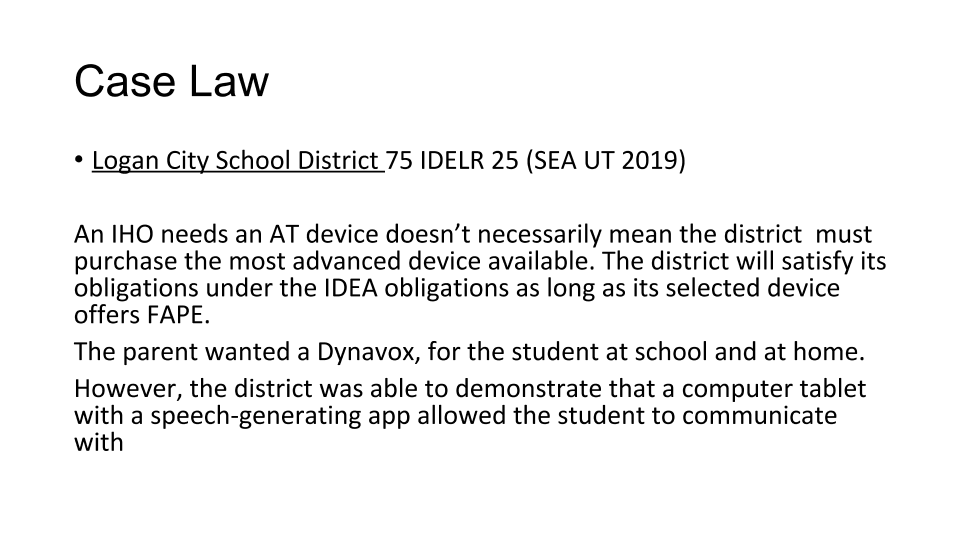 Case Law
• Logan City School District 75 IDELR 25 (SEA UT 2019)
An IHO needs an AT device doesn’t necessarily mean the district  must
purchase the most advanced device available. The district will satisfy its
obligations under the IDEA obligations as long as its selected device
offers FAPE.
The parent wanted a Dynavox, for the student at school and at home.
However, the district was able to demonstrate that a computer tablet
with a speech-generating app allowed the student to communicate
with